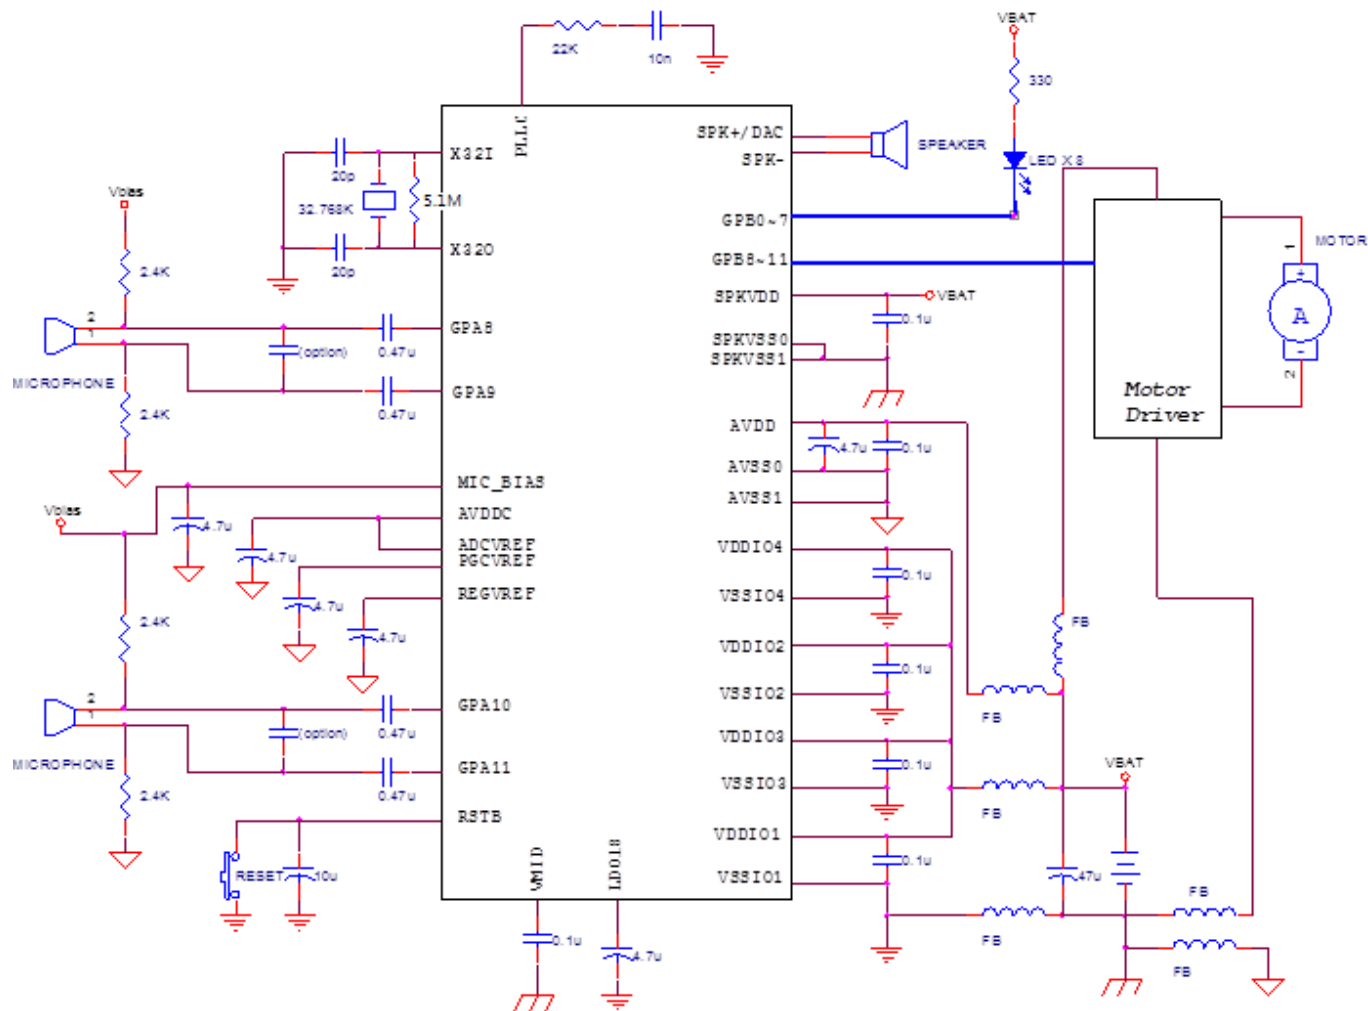 VBAT
22K
10n
330
PLLC
SPK+/DAC
SPK-
SPEAKER
LED X 8
X32I
20p
32.768K
5.1M
X32O
20p
Vbias
2.4K
GPB0~7
GPB8~11
MOTOR
1
+
A
-
2
Motor
Driver
SPKVDD
VBAT
0.1u
SPKVSS0
SPKVSS1
2
1
MICROPHONE
(option)
0.47u
GPA8
0.47u
GPA9
2.4K
AVDD
4.7u
0.1u
AVSS0
AVSS1
Vbias
MIC_BIAS
4.7u
AVDDC
4.7u
ADCVREF
PGCVREF
4.7u
REGVREF
4.7u
VDDIO4
0.1u
VSSIO4
2.4K
VDDIO2
0.1u
VSSIO2
FB
FB
2
1
MICROPHONE
(option)
0.47u
GPA10
0.47u
GPA11
2.4K
VDDIO3
0.1u
VSSIO3
VBAT
FB
RSTB
RESET
10u
VDDIO1
0.1u
VSSIO1
47u
FB
FB
FB
VMID
LDO18
0.1u
4.7u